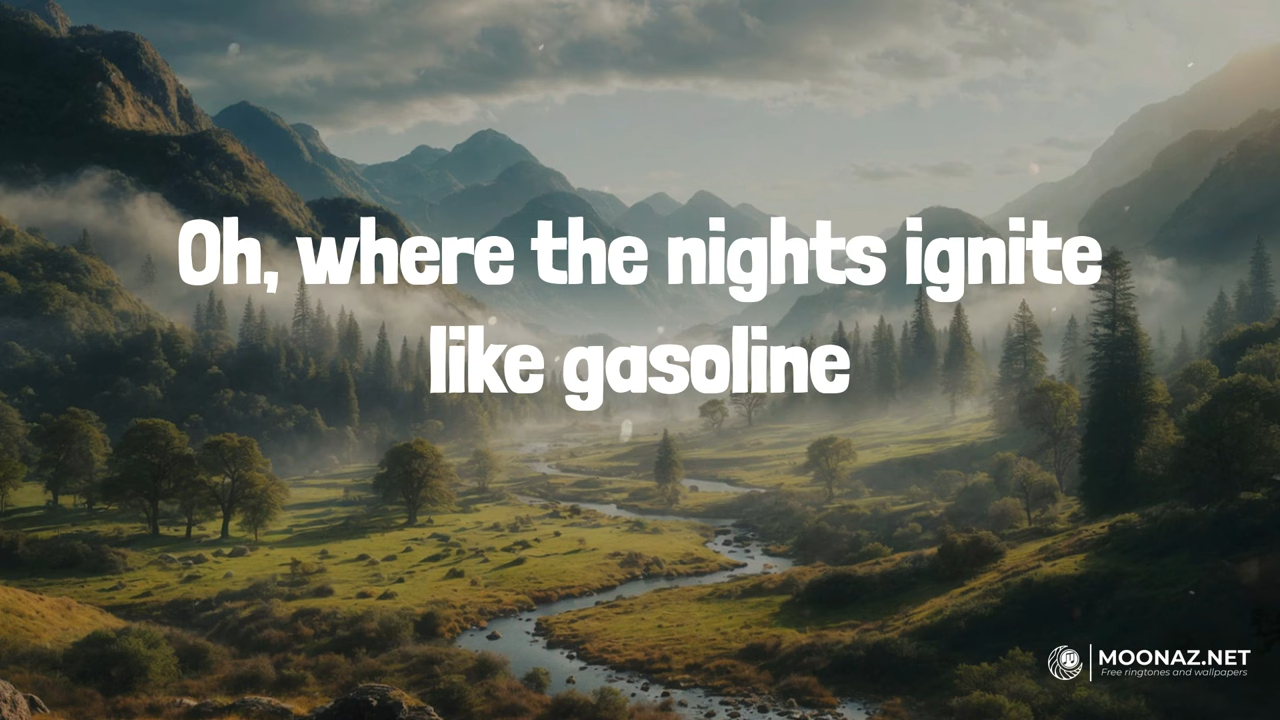 Oh, where the nights ignite
like gasoline
MOONAZ.NET
Free ringtones and wallpapers